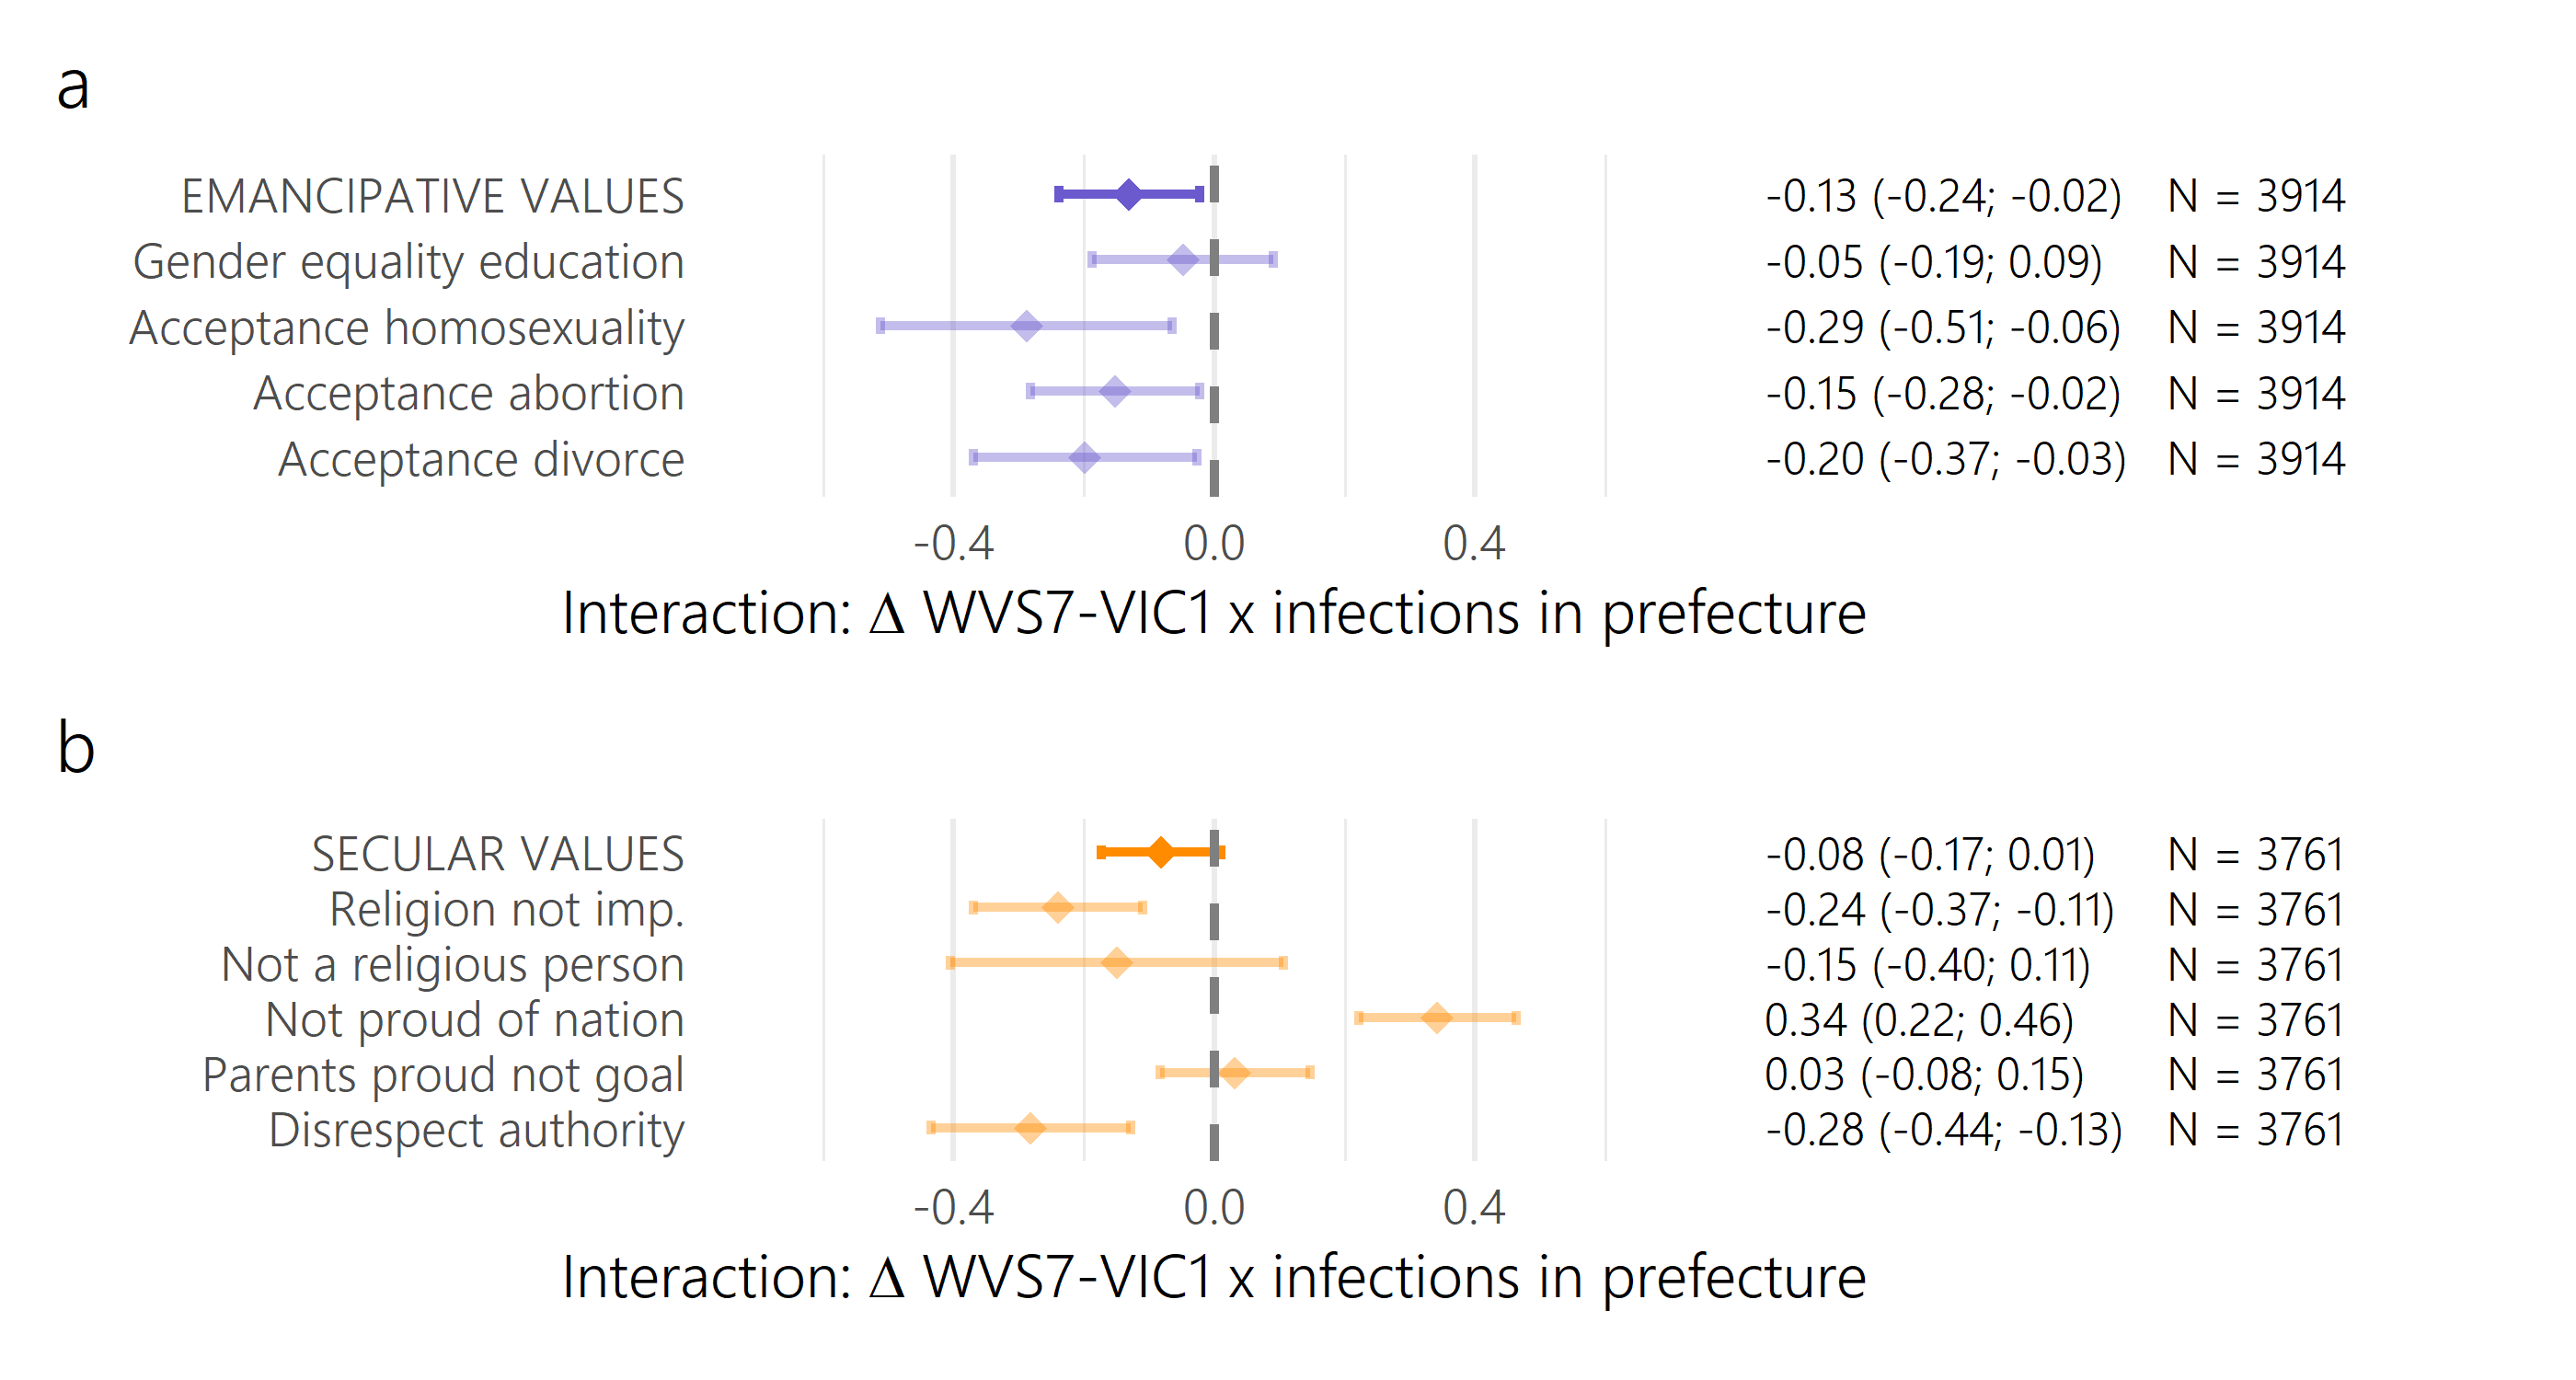 a
EMANCIPATIVE VALUES -0.13 (-0.24; -0.02) N = 3914
Gender equality education -0.05 (-0.19; 0.09) N = 3914
Acceptance homosexuality -0.29 (-0.51; -0.06) N = 3914
Acceptance abortion -0.15 (-0.28; -0.02) N = 3914
Acceptance divorce -0.20 (-0.37; -0.03) N = 3914
-0.4 0.0 0.4
Interaction: Δ WVS7-VIC1 x infections in prefecture
b
SECULAR VALUES -0.08 (-0.17; 0.01) N = 3761
Religion not imp. -0.24 (-0.37; -0.11) N = 3761
Not a religious person -0.15 (-0.40; 0.11) N = 3761
Not proud of nation 0.34 (0.22; 0.46) N = 3761
Parents proud not goal 0.03 (-0.08; 0.15) N = 3761
Disrespect authority -0.28 (-0.44; -0.13) N = 3761
-0.4 0.0 0.4
Interaction: Δ WVS7-VIC1 x infections in prefecture